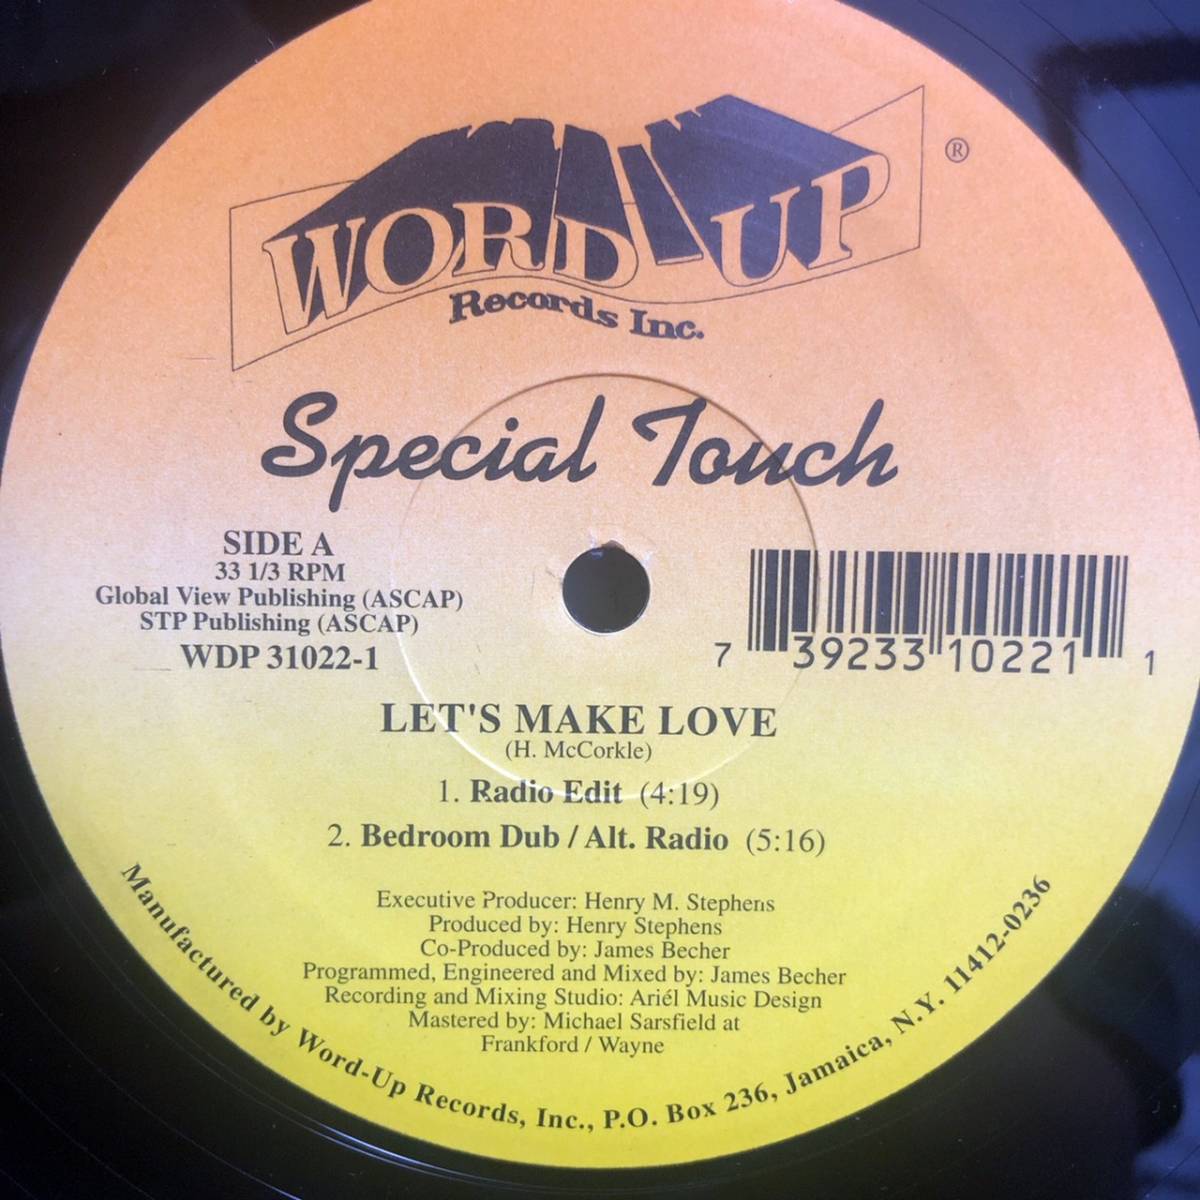 WORD-UP ®
Records Inc.
Special Touch
SIDE A
33 1/3 RPM
Global View Publishing (ASCAP)
STP Publishing (ASCAP)
WDP 31022-1
7 39233 10221 1
LET'S MAKE LOVE
(H. McCorkle)
1. Radio Edit (4:19)
2. Bedroom Dub / Alt. Radio (5:16)
Executive Producer: Henry M. Stephens
Produced by: Henry Stephens
Co-Produced by: James Becher
Programmed, Engineered and Mixed by: James Becher
Recording and Mixing Studio: Ariél Music Design
Mastered by: Michael Sarsfield at
Frankford / Wayne
Manufactured by Word-Up Records, Inc., P.O. Box 236, Jamaica, N.Y. 11412-0236